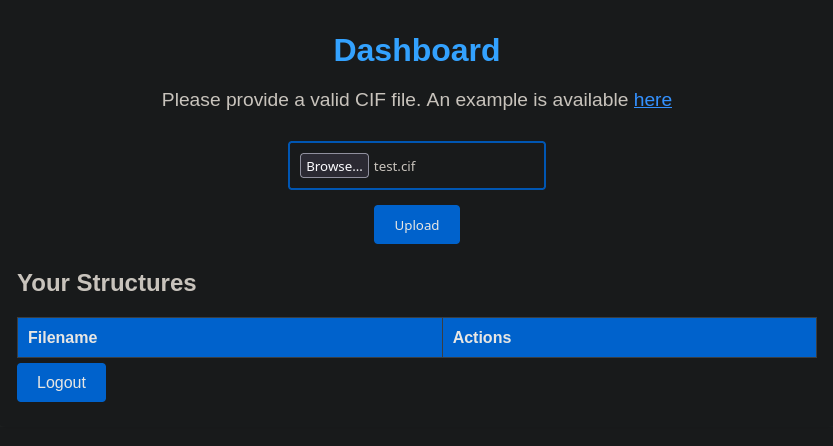 Dashboard
Please provide a valid CIF file. An example is available here
Browse... test.cif
Upload
Your Structures
Filename Actions
Logout